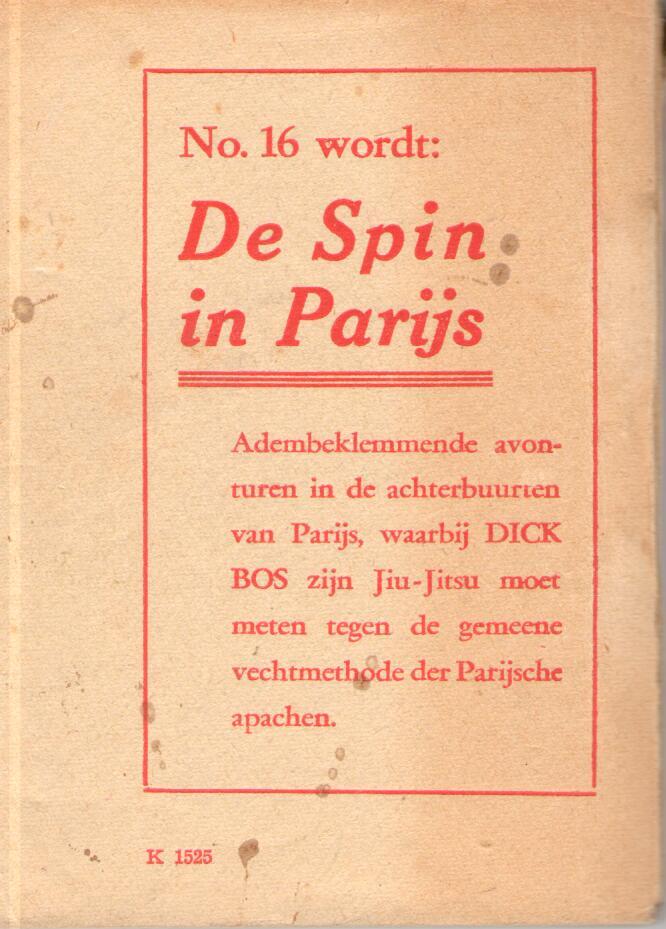 No. 16 wordt:
De Spin
in Parijs
Adembeklemmende avon-
turen in de achterbuurten
van Parijs, waarbij DICK
BOS zijn Jiu-Jitsu moet
meten tegen de gemeene
vechtmethode der Parijsche
apachen.
K 1525